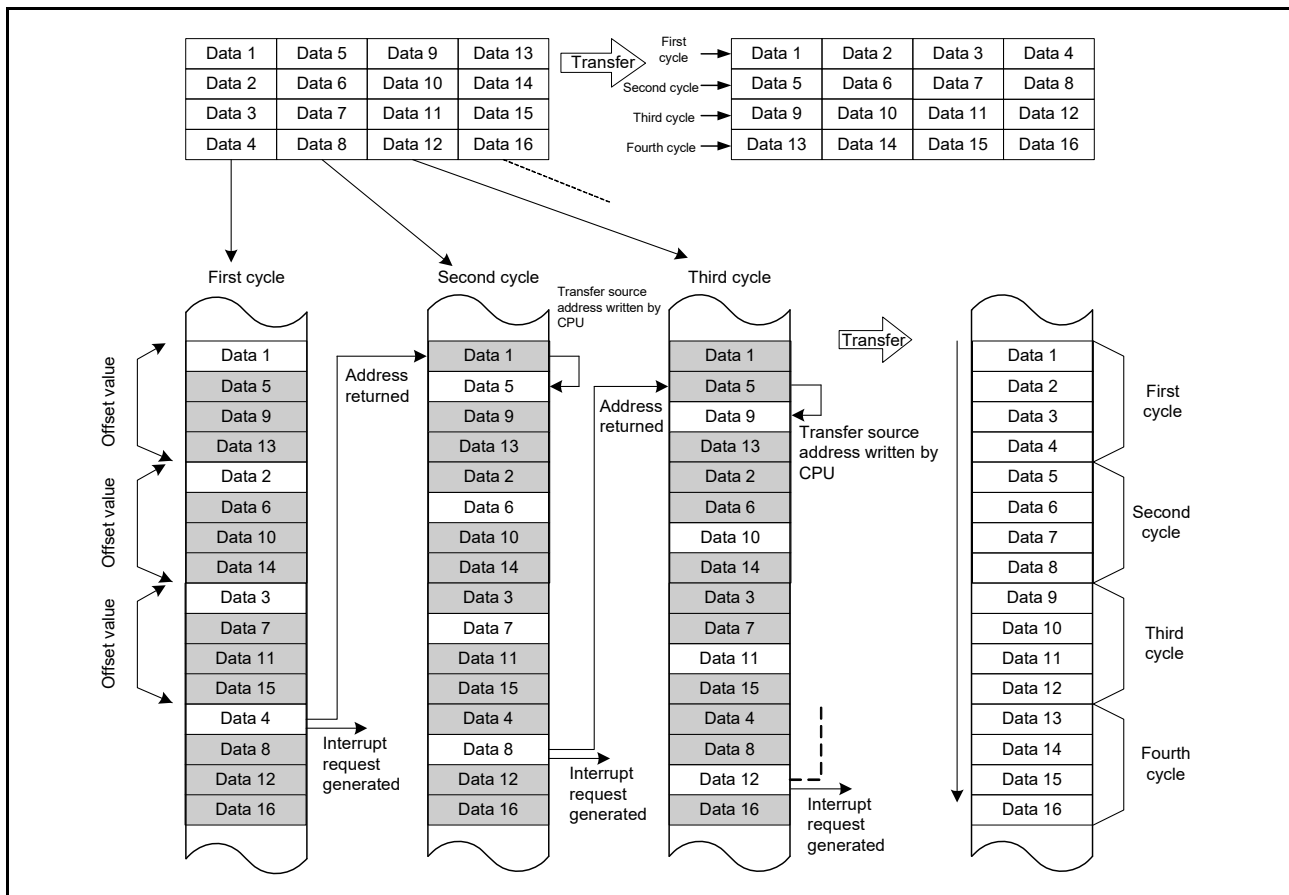 Data 1 Data 5 Data 9 Data 13
Data 2 Data 6 Data 10 Data 14
Data 3 Data 7 Data 11 Data 15
Data 4 Data 8 Data 12 Data 16
Transfer
First
cycle
Data 1 Data 2 Data 3 Data 4
Second cycle
Data 5 Data 6 Data 7 Data 8
Third cycle
Data 9 Data 10 Data 11 Data 12
Fourth cycle
Data 13 Data 14 Data 15 Data 16
First cycle
Offset value
Offset value
Offset value
Data 1
Data 5
Data 9
Data 13
Data 2
Data 6
Data 10
Data 14
Data 3
Data 7
Data 11
Data 15
Data 4
Data 8
Data 12
Data 16
Address
returned
Interrupt
request
generated
Second cycle
Transfer source
address written by
CPU
Data 1
Data 5
Data 9
Data 13
Data 2
Data 6
Data 10
Data 14
Data 3
Data 7
Data 11
Data 15
Data 4
Data 8
Data 12
Data 16
Address
returned
Interrupt
request
generated
Third cycle
Data 1
Data 5
Data 9
Data 13
Data 2
Data 6
Data 10
Data 14
Data 3
Data 7
Data 11
Data 15
Data 4
Data 8
Data 12
Data 16
Transfer source
address written by
CPU
Interrupt
request
generated
Transfer
Data 1
Data 2
Data 3
Data 4
Data 5
Data 6
Data 7
Data 8
Data 9
Data 10
Data 11
Data 12
Data 13
Data 14
Data 15
Data 16
First
cycle
Second
cycle
Third
cycle
Fourth
cycle